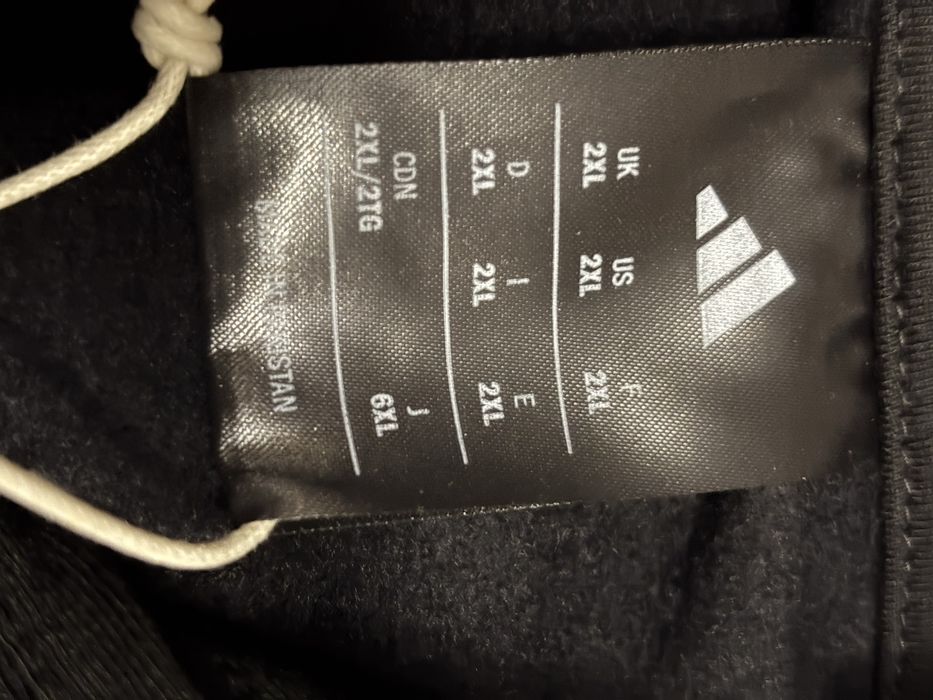 UK US F
2XL 2XL 2XL
D I E
2XL 2XL 2XL
CDN J
2XL/2TG 6XL